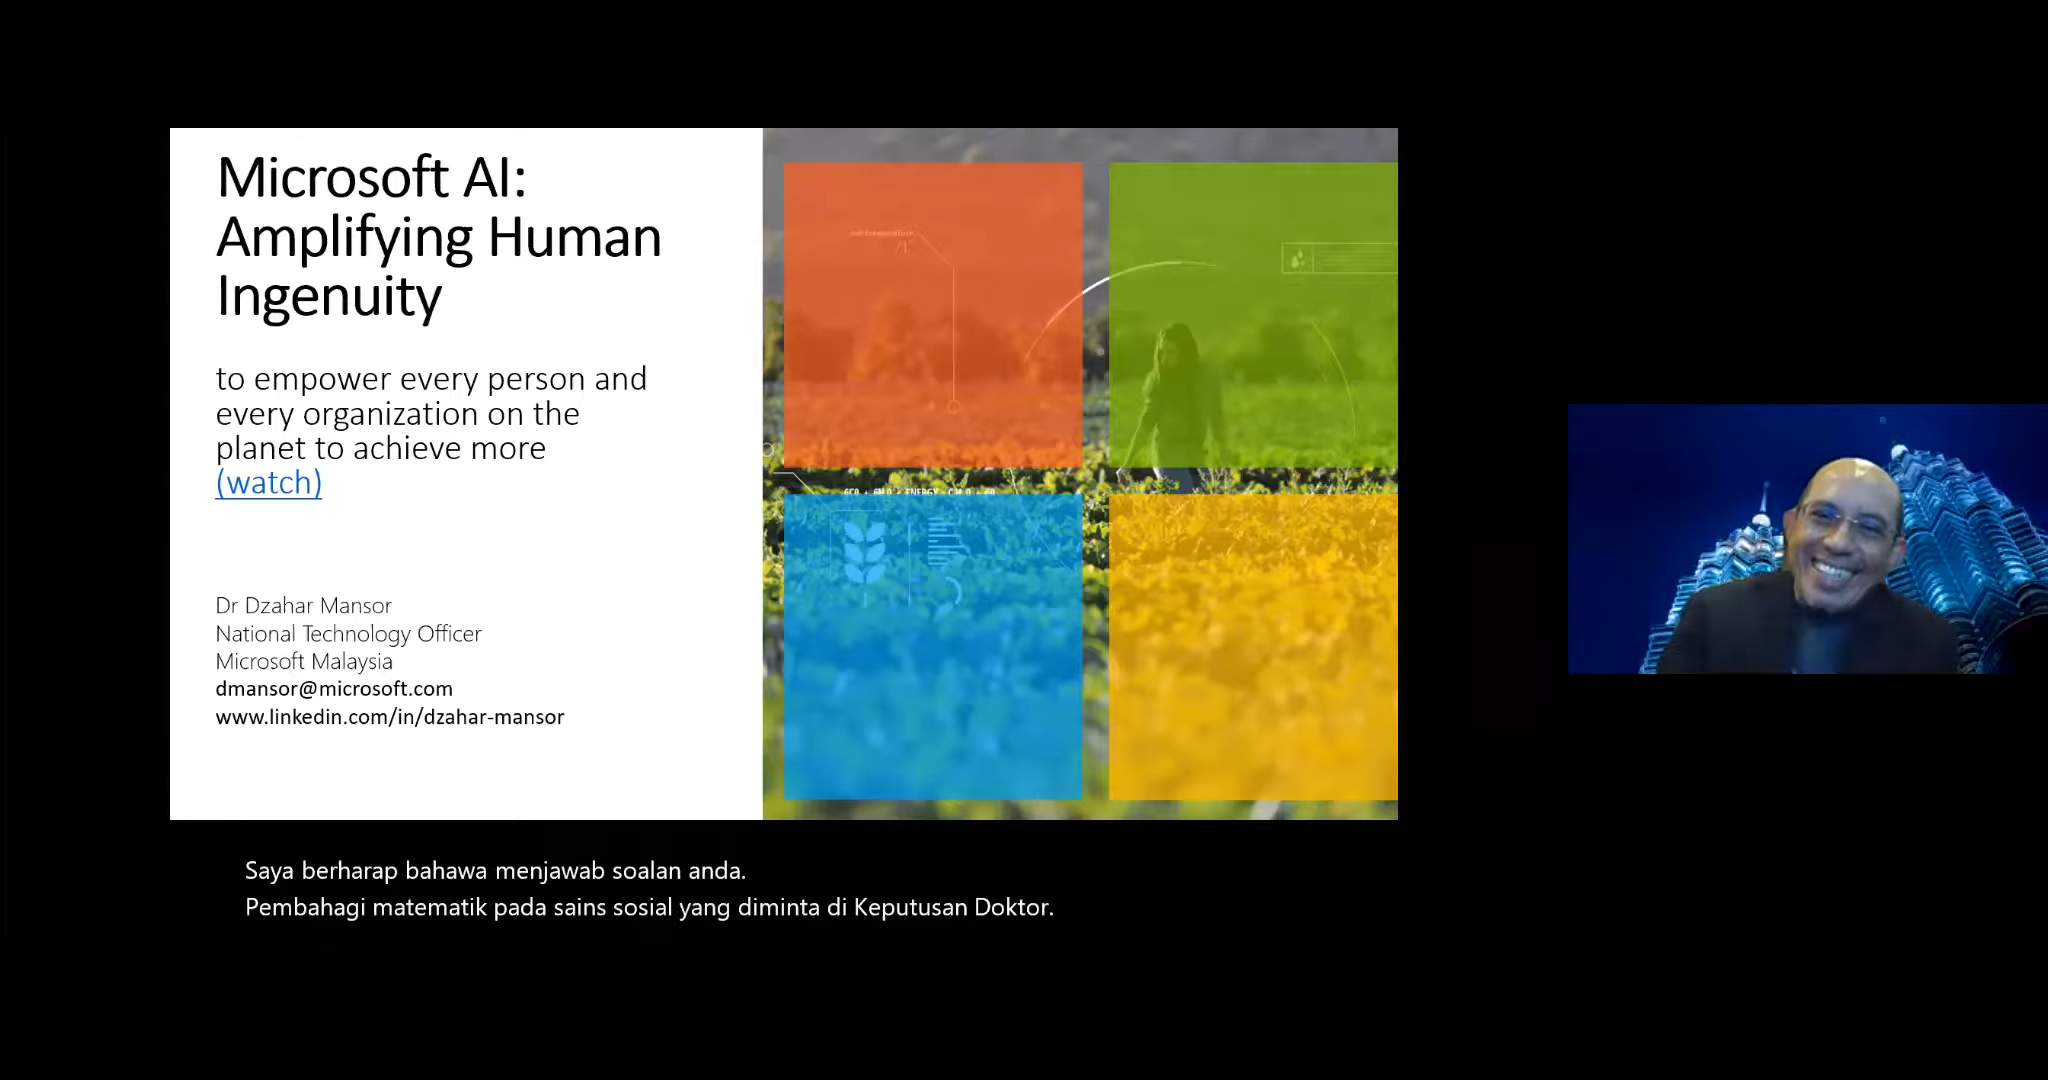 Microsoft AI:
Amplifying Human
Ingenuity
to empower every person and
every organization on the
planet to achieve more
(watch)
Dr Dzahar Mansor
National Technology Officer
Microsoft Malaysia
dmansor@microsoft.com
www.linkedin.com/in/dzahar-mansor
Saya berharap bahawa menjawab soalan anda.
Pembahagi matematik pada sains sosial yang diminta di Keputusan Doktor.